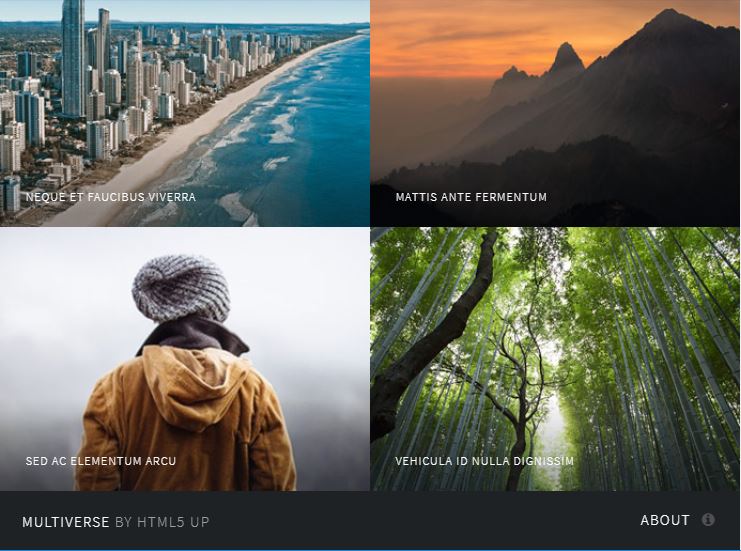 NEQUE ET FAUCIBUS VIVERRA
MATTIS ANTE FERMENTUM
SED AC ELEMENTUM ARCU
VEHICULA ID NULLA DIGNISSIM
MULTIVERSE BY HTML5 UP
ABOUT